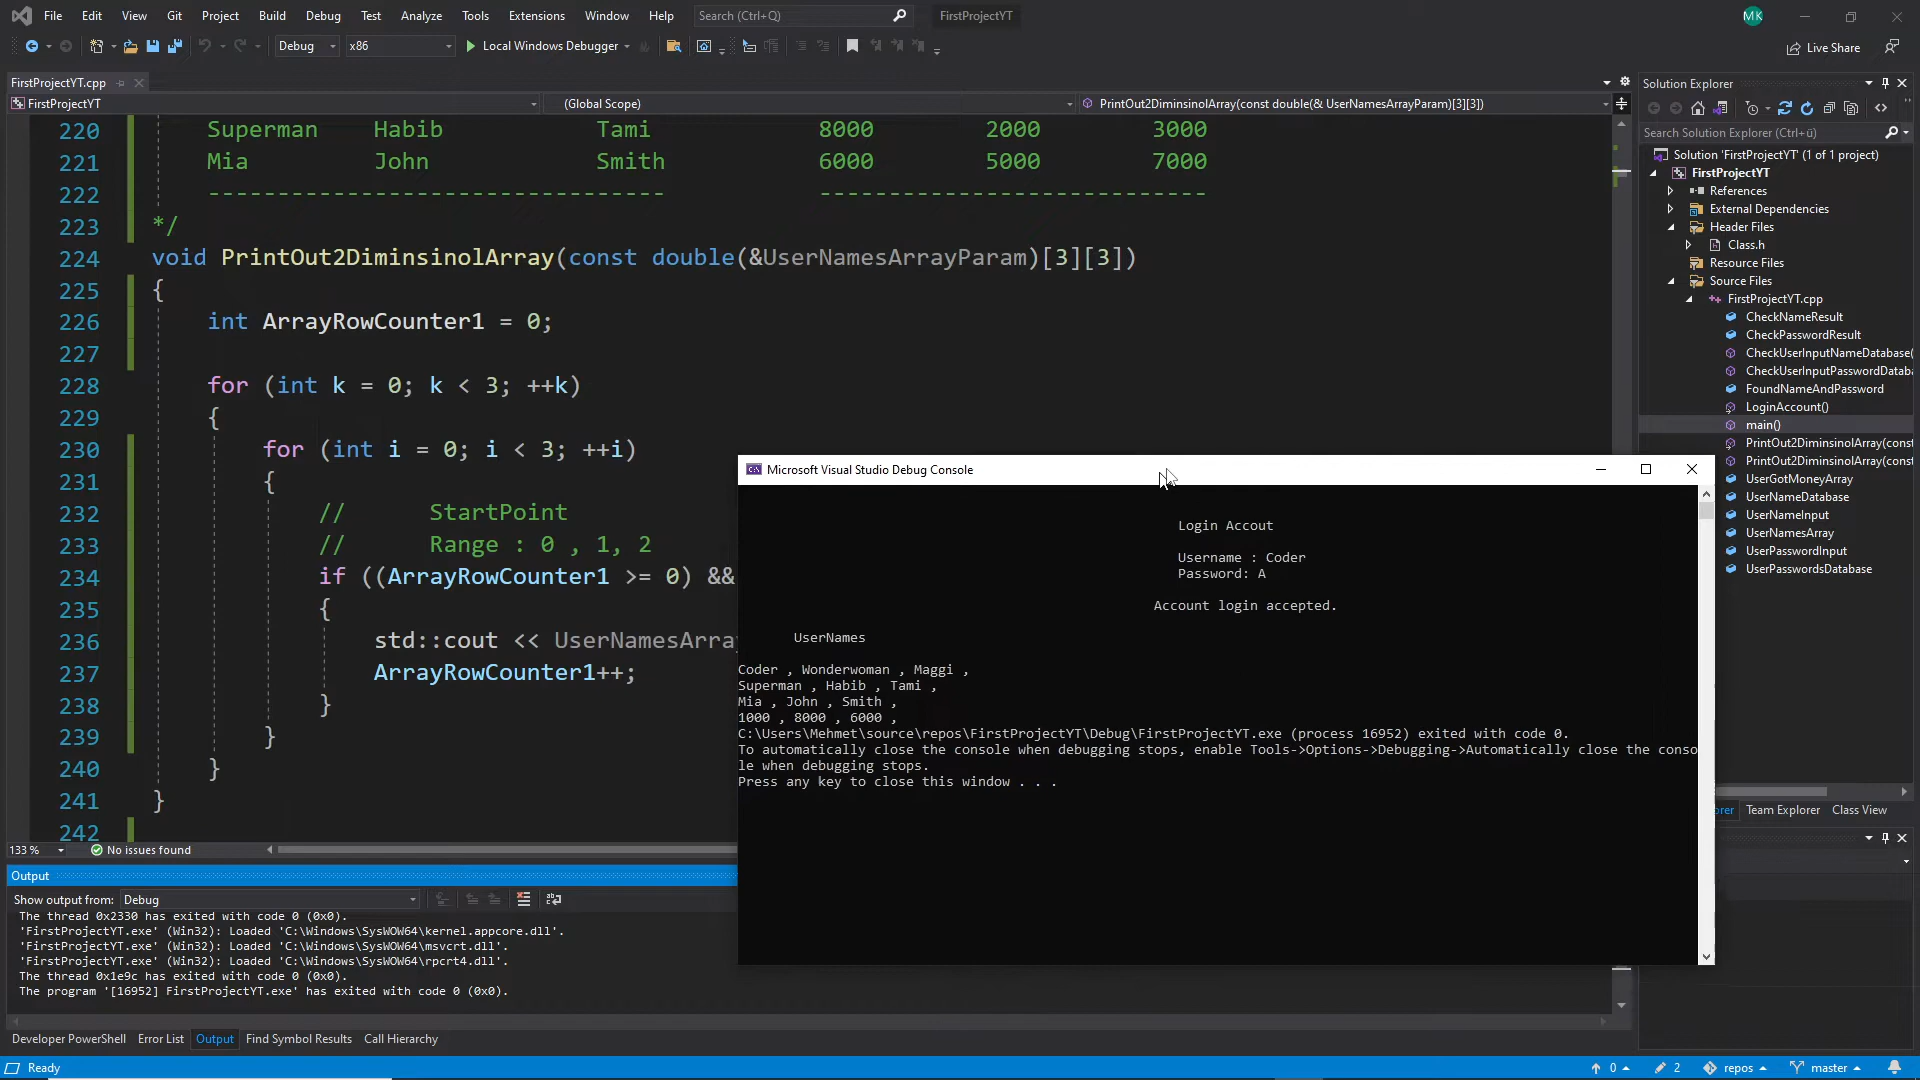 File Edit View Git Project Build Debug Test Analyze Tools Extensions Window Help Search (Ctrl+Q) FirstProjectYT MK
Debug x86 Local Windows Debugger Live Share
FirstProjectYT.cpp
FirstProjectYT (Global Scope) PrintOut2DiminsinolArray(const double(& UserNamesArrayParam)[3][3])
220 Superman Habib Tami 8000 2000 3000
221 Mia John Smith 6000 5000 7000
222 --------------------------------- ----------------------------
223 */
224 void PrintOut2DiminsinolArray(const double(&UserNamesArrayParam)[3][3])
225 {
226 int ArrayRowCounter1 = 0;
227
228 for (int k = 0; k < 3; ++k)
229 {
230 for (int i = 0; i < 3; ++i)
231 {
232 // StartPoint
233 // Range : 0 , 1, 2
234 if ((ArrayRowCounter1 >= 0) &&
235 {
236 std::cout << UserNamesArra
237 ArrayRowCounter1++;
238 }
239 }
240 }
241 }
242
133 % No issues found
Microsoft Visual Studio Debug Console
Login Accout
Username : Coder
Password: A
Account login accepted.
UserNames
Coder , Wonderwoman , Maggi ,
Superman , Habib , Tami ,
Mia , John , Smith ,
1000 , 8000 , 6000 ,
C:\Users\Mehmet\source\repos\FirstProjectYT\Debug\FirstProjectYT.exe (process 16952) exited with code 0.
To automatically close the console when debugging stops, enable Tools->Options->Debugging->Automatically close the conso
le when debugging stops.
Press any key to close this window . . .
Solution Explorer
Search Solution Explorer (Ctrl+ü)
Solution 'FirstProjectYT' (1 of 1 project)
FirstProjectYT
References
External Dependencies
Header Files
Class.h
Resource Files
Source Files
FirstProjectYT.cpp
CheckNameResult
CheckPasswordResult
CheckUserInputNameDatabase(
CheckUserInputPasswordDataba
FoundNameAndPassword
LoginAccount()
main()
PrintOut2DiminsinolArray(const
PrintOut2DiminsinolArray(const
UserGotMoneyArray
UserNameDatabase
UserNameInput
UserNamesArray
UserPasswordInput
UserPasswordsDatabase
orer Team Explorer Class View
Output
Show output from: Debug
The thread 0x2330 has exited with code 0 (0x0).
'FirstProjectYT.exe' (Win32): Loaded 'C:\Windows\SysWOW64\kernel.appcore.dll'.
'FirstProjectYT.exe' (Win32): Loaded 'C:\Windows\SysWOW64\msvcrt.dll'.
'FirstProjectYT.exe' (Win32): Loaded 'C:\Windows\SysWOW64\rpcrt4.dll'.
The thread 0x1e9c has exited with code 0 (0x0).
The program '[16952] FirstProjectYT.exe' has exited with code 0 (0x0).
Developer PowerShell Error List Output Find Symbol Results Call Hierarchy
Ready 0 2 repos master